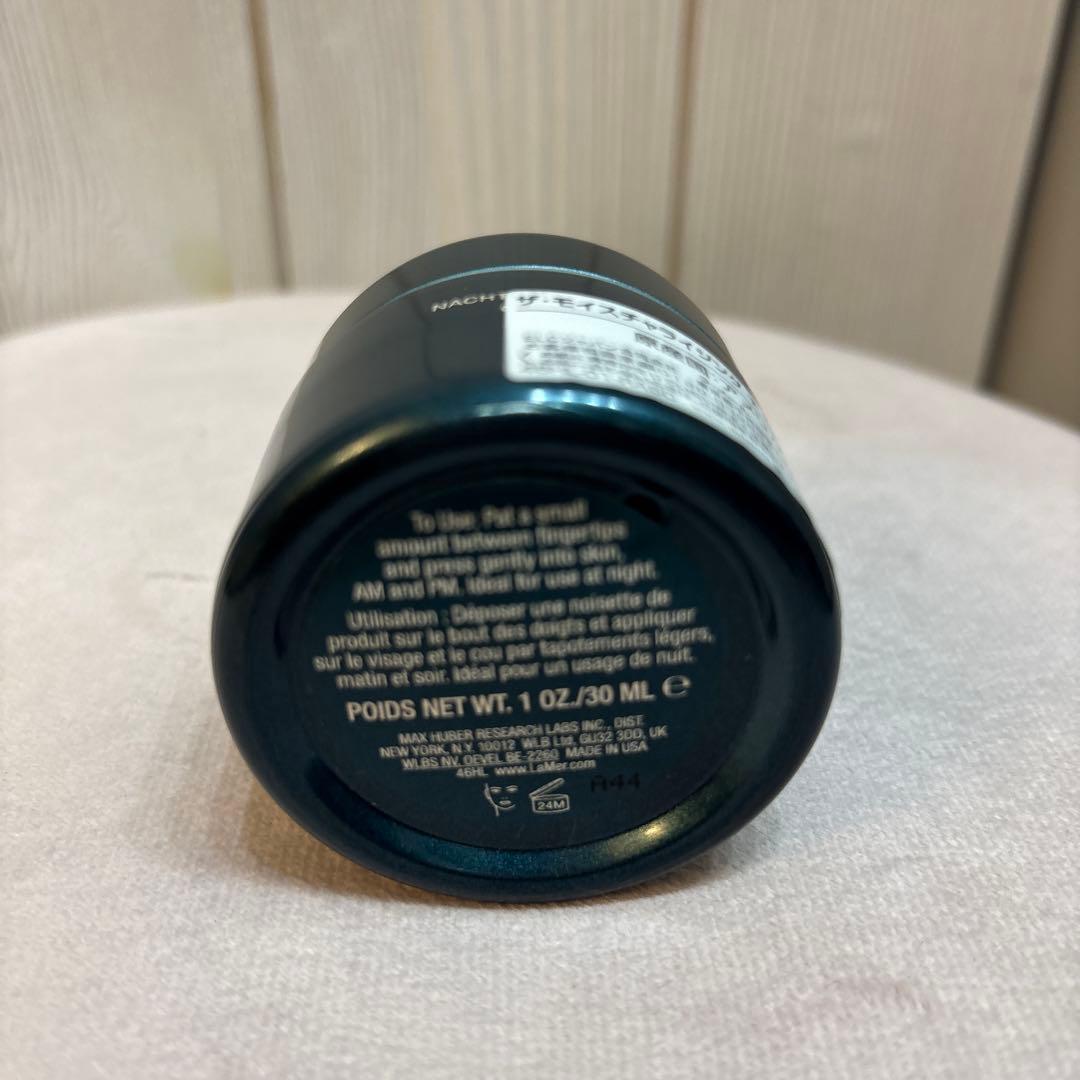 NACHT
ザ・モイスチャライジング
To Use: Pat a small
amount between fingertips
and press gently into skin,
AM and PM. Ideal for use at night.
Utilisation : Déposer une noisette de
produit sur le bout des doigts et appliquer
sur le visage et le cou par tapotements légers,
matin et soir. Idéal pour un usage de nuit.
POIDS NET WT. 1 OZ./30 ML ℮
MAX HUBER RESEARCH LABS INC., DIST.
NEW YORK, N.Y. 10012 WLB Ltd. GU32 3DD, UK
WLBS NV. OEVEL BE-2260 MADE IN USA
46HL www.LaMer.com
24M
A44